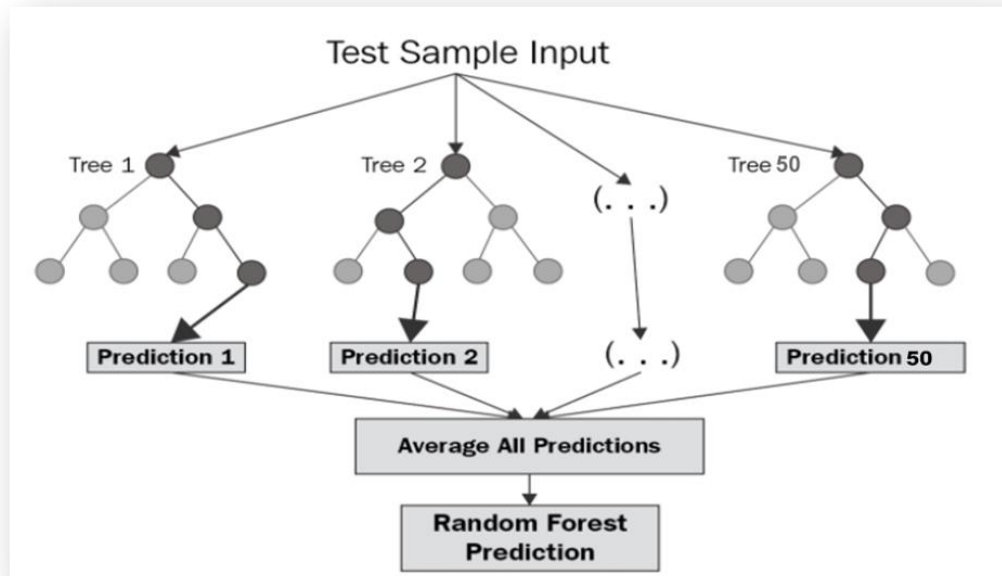 Test Sample Input
Tree 1
Tree 2
(. . .)
Tree 50
Prediction 1
Prediction 2
(. . .)
Prediction 50
Average All Predictions
Random Forest
Prediction